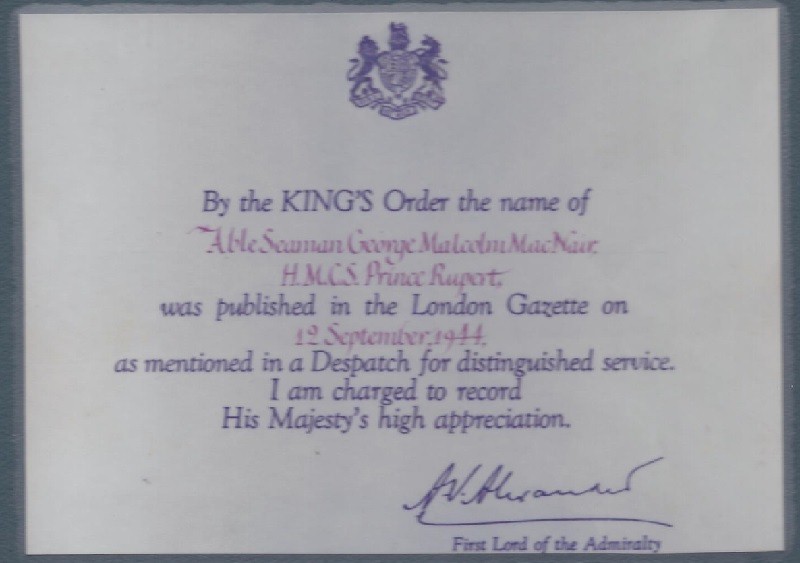 By the KING'S Order the name of
Able Seaman George Malcolm MacNair,
H.M.C.S. Prince Rupert,
was published in the London Gazette on
12 September, 1944,
as mentioned in a Despatch for distinguished service.
I am charged to record
His Majesty's high appreciation.
A.V. Alexander
First Lord of the Admiralty